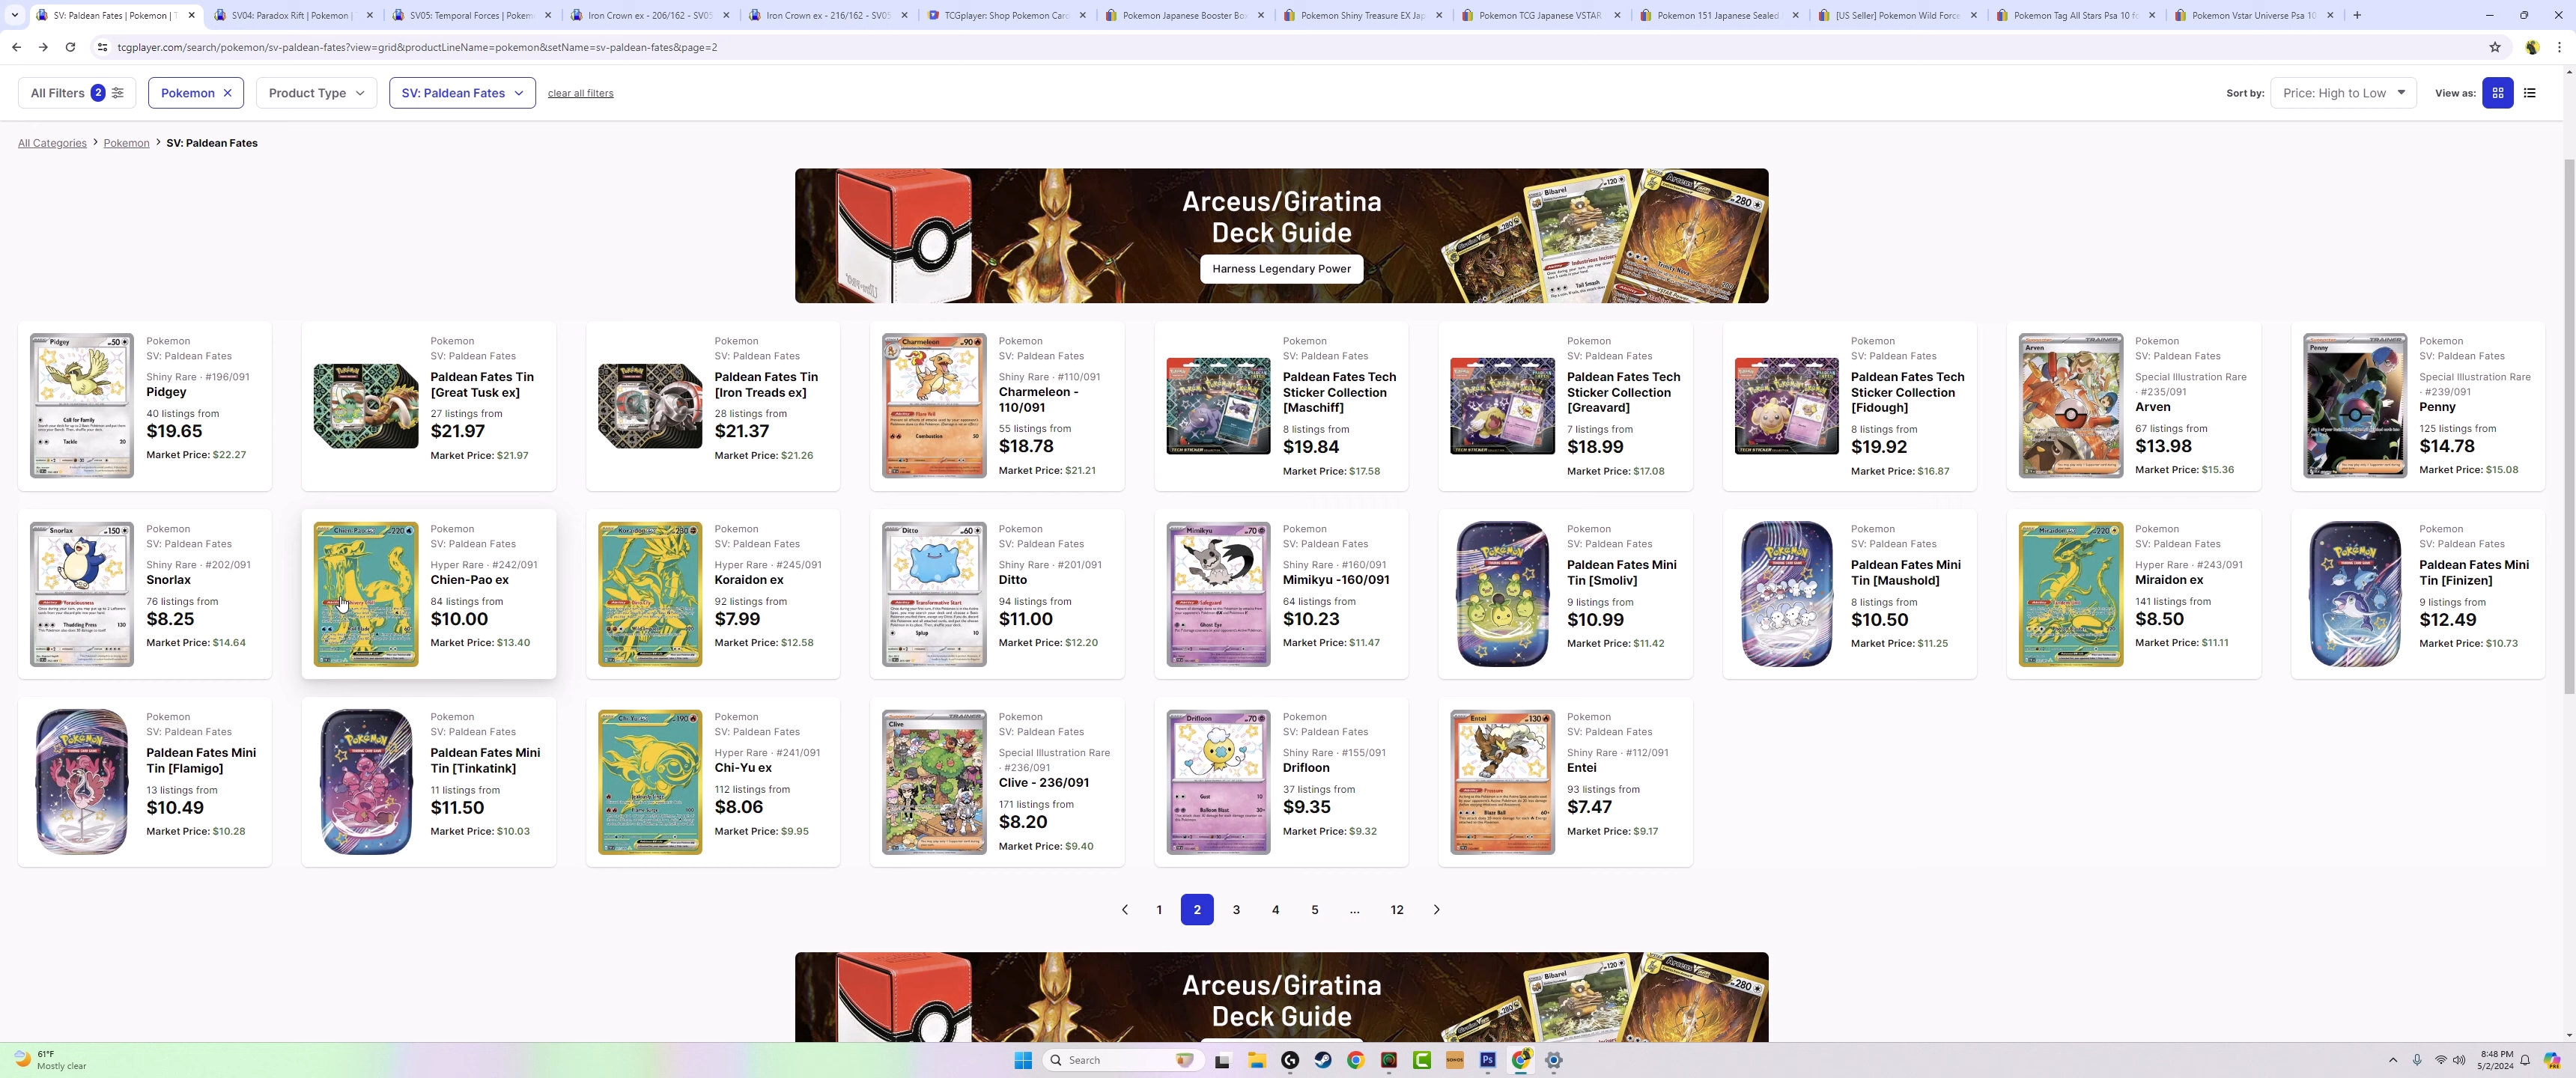 SV: Paldean Fates | Pokemon | T
SV04: Paradox Rift | Pokemon |
SV05: Temporal Forces | Pokem
Iron Crown ex - 206/162 - SV05
Iron Crown ex - 216/162 - SV05
TCGplayer: Shop Pokemon Card
Pokemon Japanese Booster Bo
Pokemon Shiny Treasure EX Jap
Pokemon TCG Japanese VSTAR
Pokemon 151 Japanese Sealed
[US Seller] Pokemon Wild Force
Pokemon Tag All Stars Psa 10 f
Pokemon Vstar Universe Psa 10
tcgplayer.com/search/pokemon/sv-paldean-fates?view=grid&productLineName=pokemon&setName=sv-paldean-fates&page=2
All Filters 2
Pokemon
Product Type
SV: Paldean Fates
clear all filters
Sort by:
Price: High to Low
View as:
All Categories > Pokemon > SV: Paldean Fates
Arceus/Giratina
Deck Guide
Harness Legendary Power
Bibarel
120
280
280
Pokemon
SV: Paldean Fates
Shiny Rare · #196/091
Pidgey
40 listings from
$19.65
Market Price: $22.27
Pokemon
SV: Paldean Fates
Paldean Fates Tin
[Great Tusk ex]
27 listings from
$21.97
Market Price: $21.97
Pokemon
SV: Paldean Fates
Paldean Fates Tin
[Iron Treads ex]
28 listings from
$21.37
Market Price: $21.26
Pokemon
SV: Paldean Fates
Shiny Rare · #110/091
Charmeleon -
110/091
55 listings from
$18.78
Market Price: $21.21
Pokemon
SV: Paldean Fates
Paldean Fates Tech
Sticker Collection
[Maschiff]
8 listings from
$19.84
Market Price: $17.58
Pokemon
SV: Paldean Fates
Paldean Fates Tech
Sticker Collection
[Greavard]
7 listings from
$18.99
Market Price: $17.08
Pokemon
SV: Paldean Fates
Paldean Fates Tech
Sticker Collection
[Fidough]
8 listings from
$19.92
Market Price: $16.87
Pokemon
SV: Paldean Fates
Special Illustration Rare
· #235/091
Arven
67 listings from
$13.98
Market Price: $15.36
Pokemon
SV: Paldean Fates
Special Illustration Rare
· #239/091
Penny
125 listings from
$14.78
Market Price: $15.08
Pokemon
SV: Paldean Fates
Shiny Rare · #202/091
Snorlax
76 listings from
$8.25
Market Price: $14.64
Pokemon
SV: Paldean Fates
Hyper Rare · #242/091
Chien-Pao ex
84 listings from
$10.00
Market Price: $13.40
Pokemon
SV: Paldean Fates
Hyper Rare · #245/091
Koraidon ex
92 listings from
$7.99
Market Price: $12.58
Pokemon
SV: Paldean Fates
Shiny Rare · #201/091
Ditto
94 listings from
$11.00
Market Price: $12.20
Pokemon
SV: Paldean Fates
Shiny Rare · #160/091
Mimikyu -160/091
64 listings from
$10.23
Market Price: $11.47
Pokemon
SV: Paldean Fates
Paldean Fates Mini
Tin [Smoliv]
9 listings from
$10.99
Market Price: $11.42
Pokemon
SV: Paldean Fates
Paldean Fates Mini
Tin [Maushold]
8 listings from
$10.50
Market Price: $11.25
Pokemon
SV: Paldean Fates
Hyper Rare · #243/091
Miraidon ex
141 listings from
$8.50
Market Price: $11.11
Pokemon
SV: Paldean Fates
Paldean Fates Mini
Tin [Finizen]
9 listings from
$12.49
Market Price: $10.73
Pokemon
SV: Paldean Fates
Paldean Fates Mini
Tin [Flamigo]
13 listings from
$10.49
Market Price: $10.28
Pokemon
SV: Paldean Fates
Paldean Fates Mini
Tin [Tinkatink]
11 listings from
$11.50
Market Price: $10.03
Pokemon
SV: Paldean Fates
Hyper Rare · #241/091
Chi-Yu ex
112 listings from
$8.06
Market Price: $9.95
Pokemon
SV: Paldean Fates
Special Illustration Rare
· #236/091
Clive - 236/091
171 listings from
$8.20
Market Price: $9.40
Pokemon
SV: Paldean Fates
Shiny Rare · #155/091
Drifloon
37 listings from
$9.35
Market Price: $9.32
Pokemon
SV: Paldean Fates
Shiny Rare · #112/091
Entei
93 listings from
$7.47
Market Price: $9.17
1 2 3 4 5 ... 12
Arceus/Giratina
Deck Guide
Bibarel
120
280
61°F
Mostly clear
Search
8:48 PM
5/2/2024